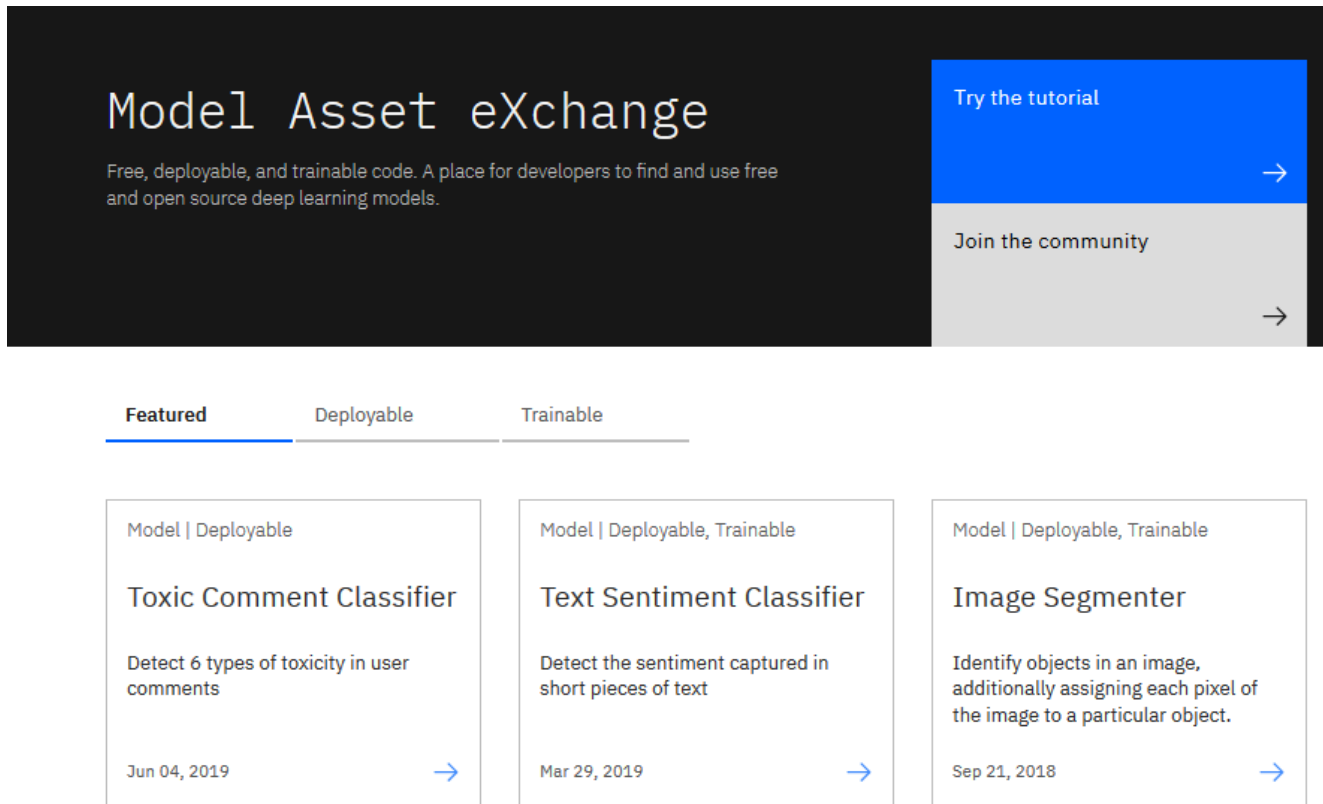 Model Asset eXchange
Free, deployable, and trainable code. A place for developers to find and use free
and open source deep learning models.
Try the tutorial
Join the community
Featured
Deployable
Trainable
Model | Deployable
Toxic Comment Classifier
Detect 6 types of toxicity in user
comments
Jun 04, 2019
Model | Deployable, Trainable
Text Sentiment Classifier
Detect the sentiment captured in
short pieces of text
Mar 29, 2019
Model | Deployable, Trainable
Image Segmenter
Identify objects in an image,
additionally assigning each pixel of
the image to a particular object.
Sep 21, 2018